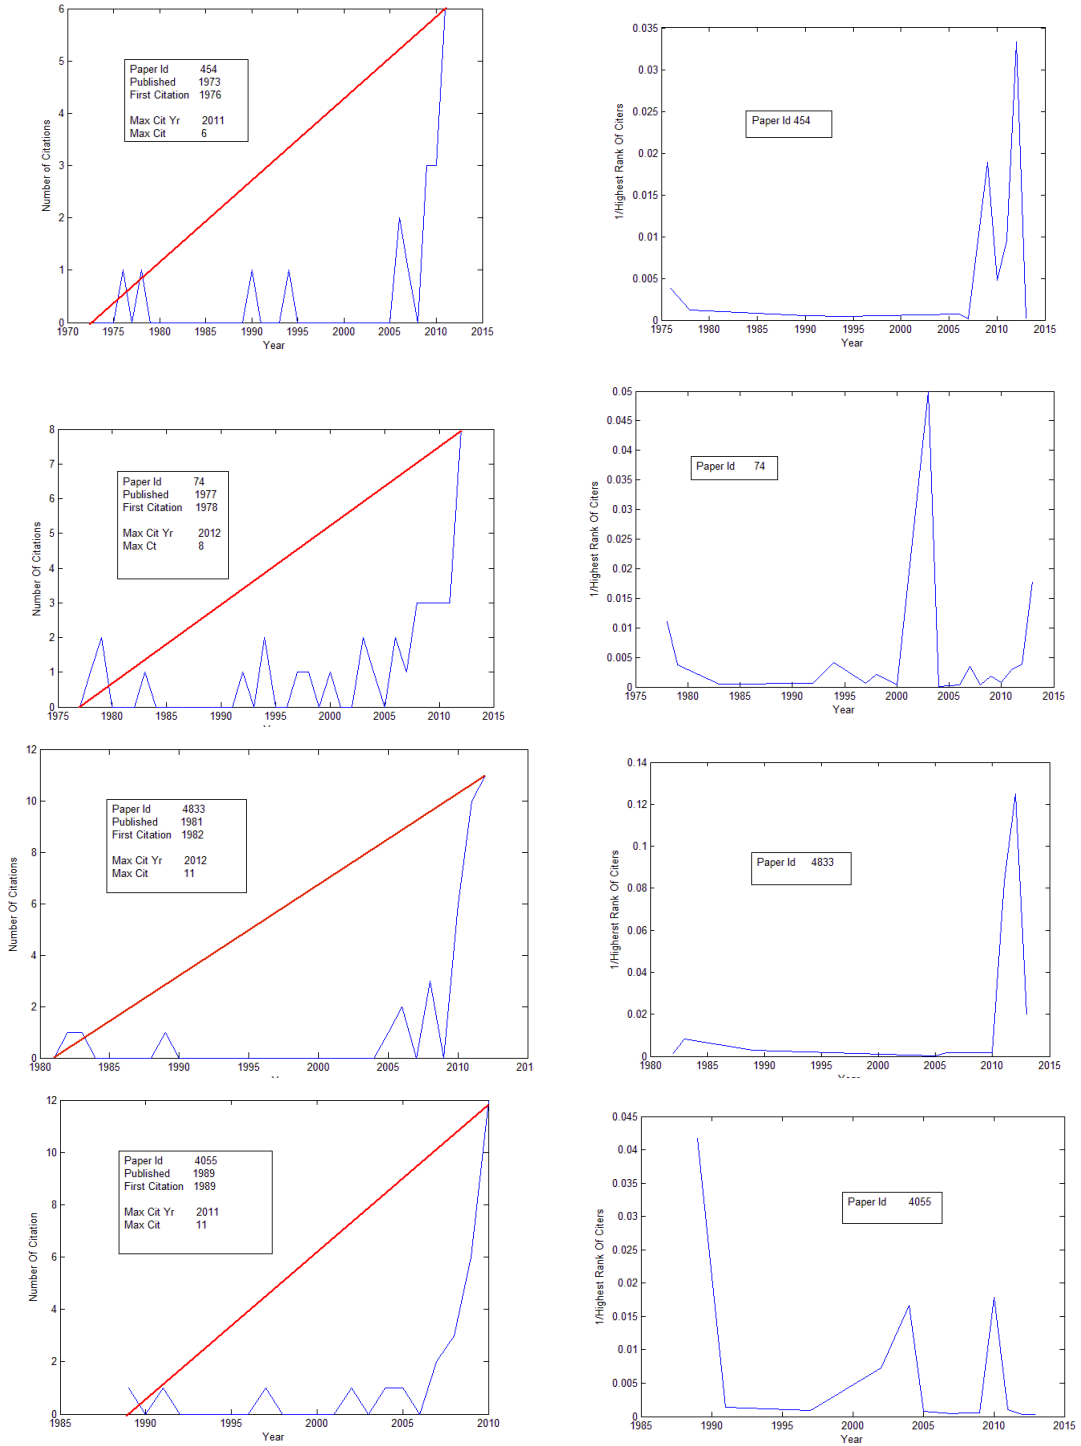 6
5
4
3
2
1
0
Number of Citations
Paper Id 454
Published 1973
First Citation 1976
Max Cit Yr 2011
Max Cit 6
1970 1975 1980 1985 1990 1995 2000 2005 2010 2015
Year
0.035
0.03
0.025
0.02
0.015
0.01
0.005
0
1/Highest Rank Of Citers
Paper Id 454
1975 1980 1985 1990 1995 2000 2005 2010 2015
Year
8
7
6
5
4
3
2
1
0
Number Of Citations
Paper Id 74
Published 1977
First Citation 1978
Max Cit Yr 2012
Max Ct 8
1975 1980 1985 1990 1995 2000 2005 2010 2015
0.05
0.045
0.04
0.035
0.03
0.025
0.02
0.015
0.01
0.005
0
1/Highest Rank Of Citers
Paper Id 74
1975 1980 1985 1990 1995 2000 2005 2010 2015
Year
12
10
8
6
4
2
0
Number Of Citations
Paper Id 4833
Published 1981
First Citation 1982
Max Cit Yr 2012
Max Cit 11
1980 1985 1990 1995 2000 2005 2010 201
0.14
0.12
0.1
0.08
0.06
0.04
0.02
0
1/Higherst Rank Of Citers
Paper Id 4833
1980 1985 1990 1995 2000 2005 2010 2015
Year
12
10
8
6
4
2
0
Number Of Citation
Paper Id 4055
Published 1989
First Citation 1989
Max Cit Yr 2011
Max Cit 11
1985 1990 1995 2000 2005 2010
Year
0.045
0.04
0.035
0.03
0.025
0.02
0.015
0.01
0.005
0
1/Highest Rank Of Citers
Paper Id 4055
1985 1990 1995 2000 2005 2010 2015
Year